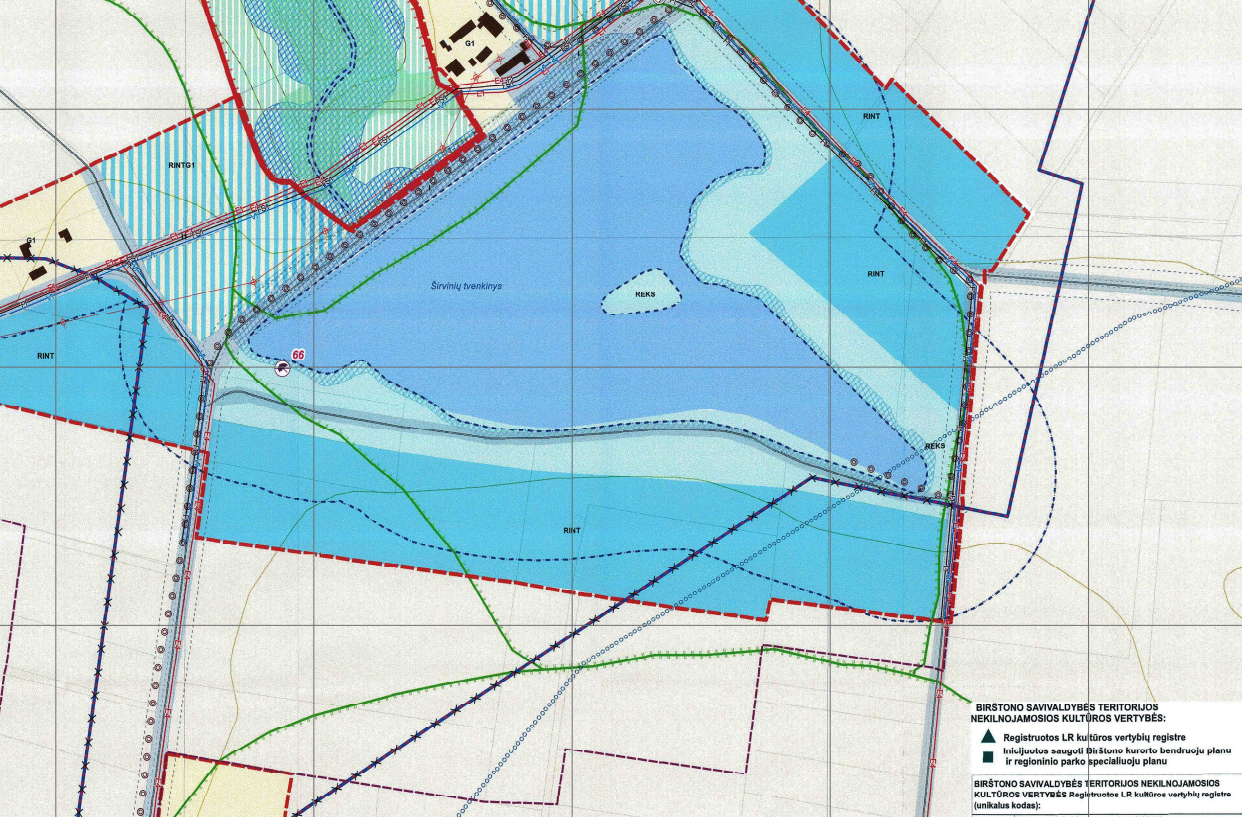 G1
RINT
RINTG1
G1
Širvinių tvenkinys
REKS
RINT
66
RINT
REKS
RINT
BIRŠTONO SAVIVALDYBĖS TERITORIJOS
NEKILNOJAMOSIOS KULTŪROS VERTYBĖS:
Registruotos LR kultūros vertybių registre
Inicijuotos saugoti Birštono kurorto bendruoju planu
ir regioninio parko specialiuoju planu
BIRŠTONO SAVIVALDYBĖS TERITORIJOS NEKILNOJAMOSIOS
KULTŪROS VERTYBĖS Registruotos LR kultūros vertybių registre
(unikalus kodas):